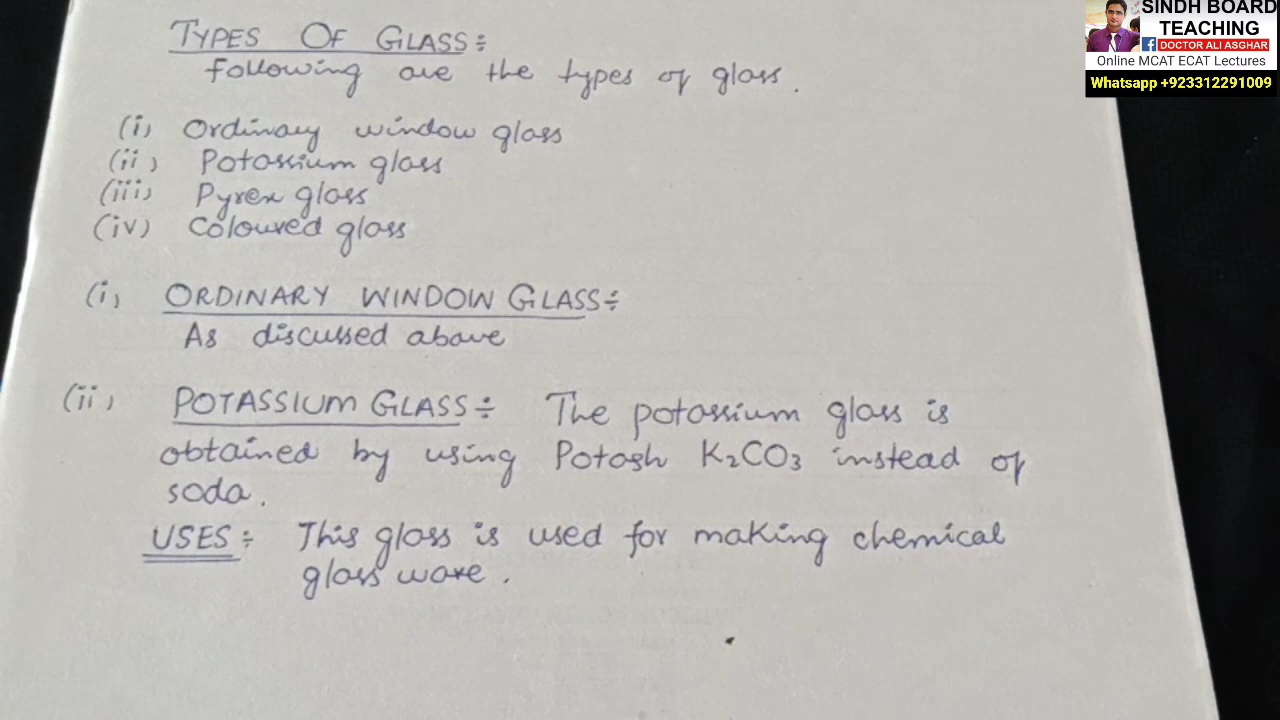 SINDH BOARD
TEACHING
DOCTOR ALI ASGHAR
Online MCAT ECAT Lectures
Whatsapp +923312291009
TYPES OF GLASS:
Following are the types of glass.
(i) Ordinary window glass
(ii) Potassium glass
(iii) Pyrex glass
(iv) Coloured glass
(i) ORDINARY WINDOW GLASS:
As discussed above
(ii) POTASSIUM GLASS: The potassium glass is
obtained by using Potash K₂CO₃ instead of
soda.
USES: This glass is used for making chemical
glass ware.